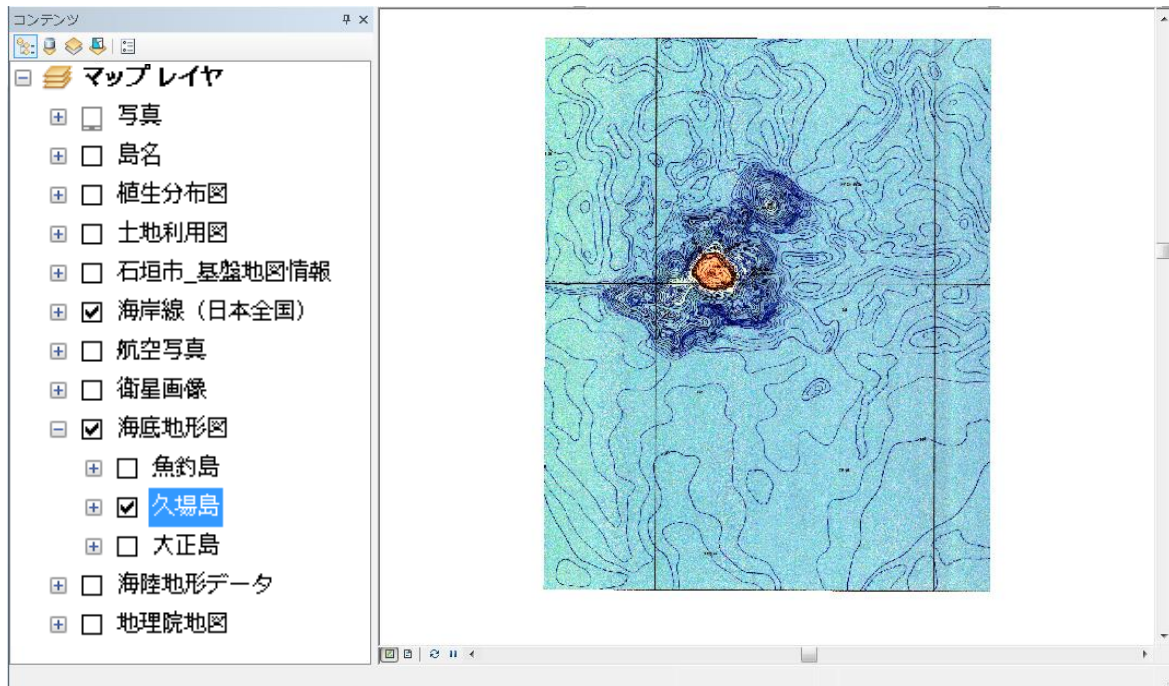 コンテンツ
マップ レイヤ
写真
島名
植生分布図
土地利用図
石垣市_基盤地図情報
海岸線（日本全国）
航空写真
衛星画像
海底地形図
魚釣島
久場島
大正島
海陸地形データ
地理院地図